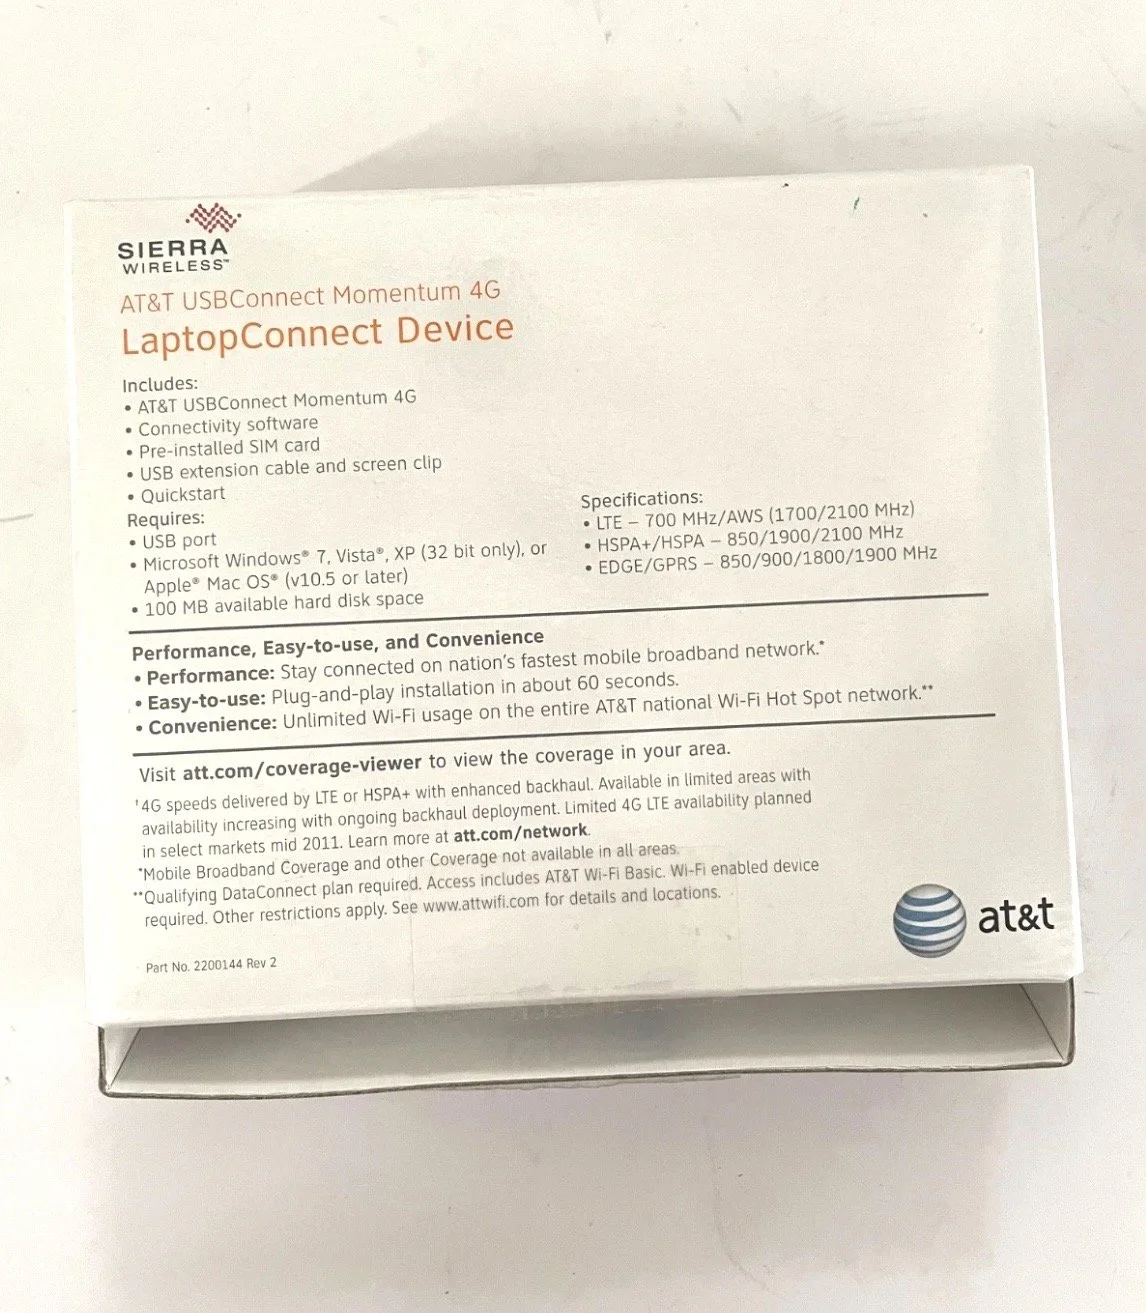 SIERRA
WIRELESS™
AT&T USBConnect Momentum 4G
LaptopConnect Device
Includes:
• AT&T USBConnect Momentum 4G
• Connectivity software
• Pre-installed SIM card
• USB extension cable and screen clip
• Quickstart
Requires:
• USB port
• Microsoft Windows® 7, Vista®, XP (32 bit only), or
Apple® Mac OS® (v10.5 or later)
• 100 MB available hard disk space
Specifications:
• LTE – 700 MHz/AWS (1700/2100 MHz)
• HSPA+/HSPA – 850/1900/2100 MHz
• EDGE/GPRS – 850/900/1800/1900 MHz
Performance, Easy-to-use, and Convenience
• Performance: Stay connected on nation's fastest mobile broadband network.*
• Easy-to-use: Plug-and-play installation in about 60 seconds.
• Convenience: Unlimited Wi-Fi usage on the entire AT&T national Wi-Fi Hot Spot network.**
Visit att.com/coverage-viewer to view the coverage in your area.
¹4G speeds delivered by LTE or HSPA+ with enhanced backhaul. Available in limited areas with
availability increasing with ongoing backhaul deployment. Limited 4G LTE availability planned
in select markets mid 2011. Learn more at att.com/network.
*Mobile Broadband Coverage and other Coverage not available in all areas.
**Qualifying DataConnect plan required. Access includes AT&T Wi-Fi Basic. Wi-Fi enabled device
required. Other restrictions apply. See www.attwifi.com for details and locations.
at&t
Part No. 2200144 Rev 2